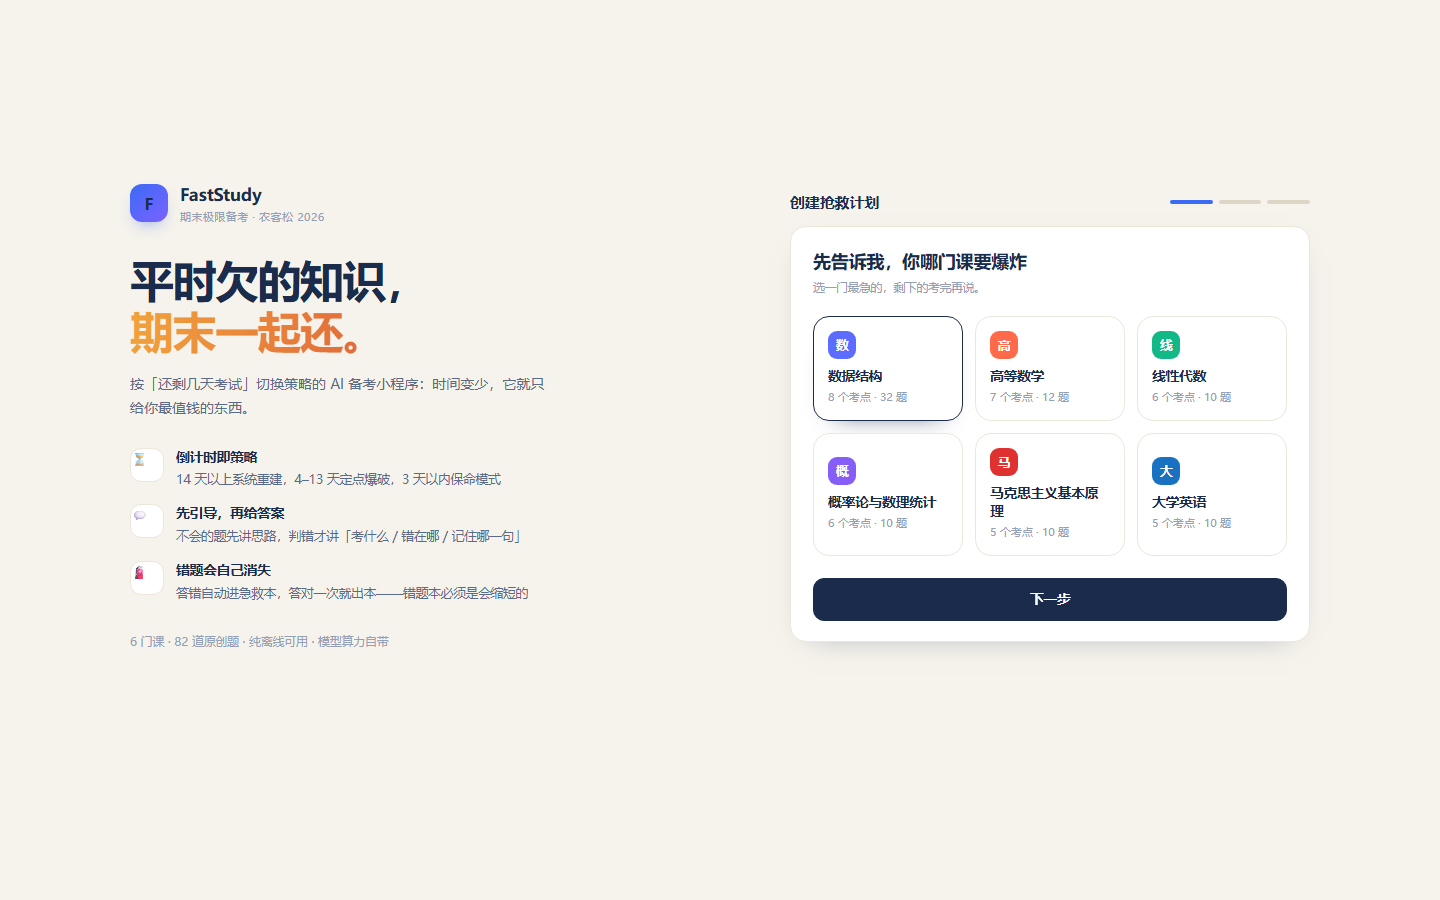 F
FastStudy
期末极限备考 · 农客松 2026
平时欠的知识，
期末一起还。
按「还剩几天考试」切换策略的 AI 备考小程序：时间变少，它就只
给你最值钱的东西。
倒计时即策略
14 天以上系统重建，4–13 天定点爆破，3 天以内保命模式
先引导，再给答案
不会的题先讲思路，判错才讲「考什么 / 错在哪 / 记住哪一句」
错题会自己消失
答错自动进急救本，答对一次就出本——错题本必须是会缩短的
6 门课 · 82 道原创题 · 纯离线可用 · 模型算力自带
创建抢救计划
先告诉我，你哪门课要爆炸
选一门最急的，剩下的考完再说。
数
数据结构
8 个考点 · 32 题
高
高等数学
7 个考点 · 12 题
线
线性代数
6 个考点 · 10 题
概
概率论与数理统计
6 个考点 · 10 题
马
马克思主义基本原
理
5 个考点 · 10 题
大
大学英语
5 个考点 · 10 题
下一步